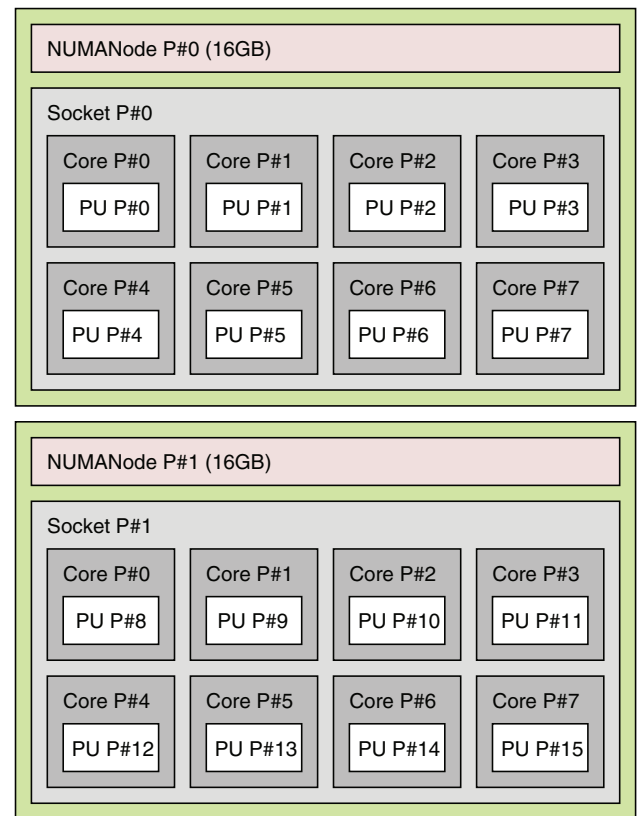 NUMANode P#0 (16GB)
Socket P#0
Core P#0 Core P#1 Core P#2 Core P#3
PU P#0 PU P#1 PU P#2 PU P#3
Core P#4 Core P#5 Core P#6 Core P#7
PU P#4 PU P#5 PU P#6 PU P#7
NUMANode P#1 (16GB)
Socket P#1
Core P#0 Core P#1 Core P#2 Core P#3
PU P#8 PU P#9 PU P#10 PU P#11
Core P#4 Core P#5 Core P#6 Core P#7
PU P#12 PU P#13 PU P#14 PU P#15